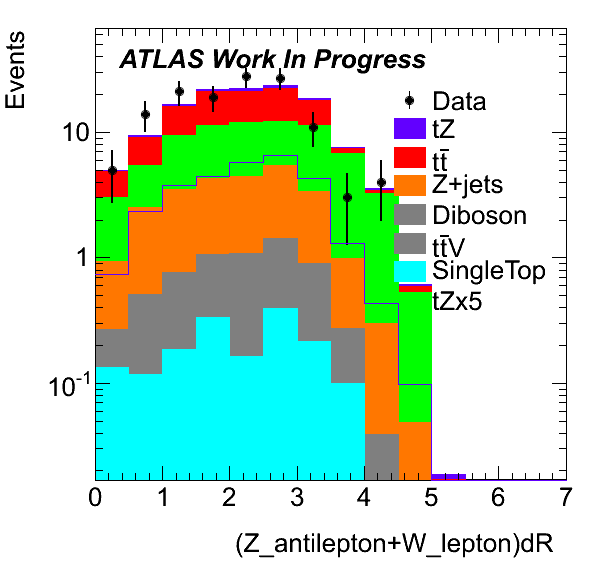 ATLAS Work In Progress
Events
Data
tZ
tt̄
Z+jets
Diboson
tt̄V
SingleTop
tZx5
10
1
10⁻¹
0 1 2 3 4 5 6 7
(Z_antilepton+W_lepton)dR